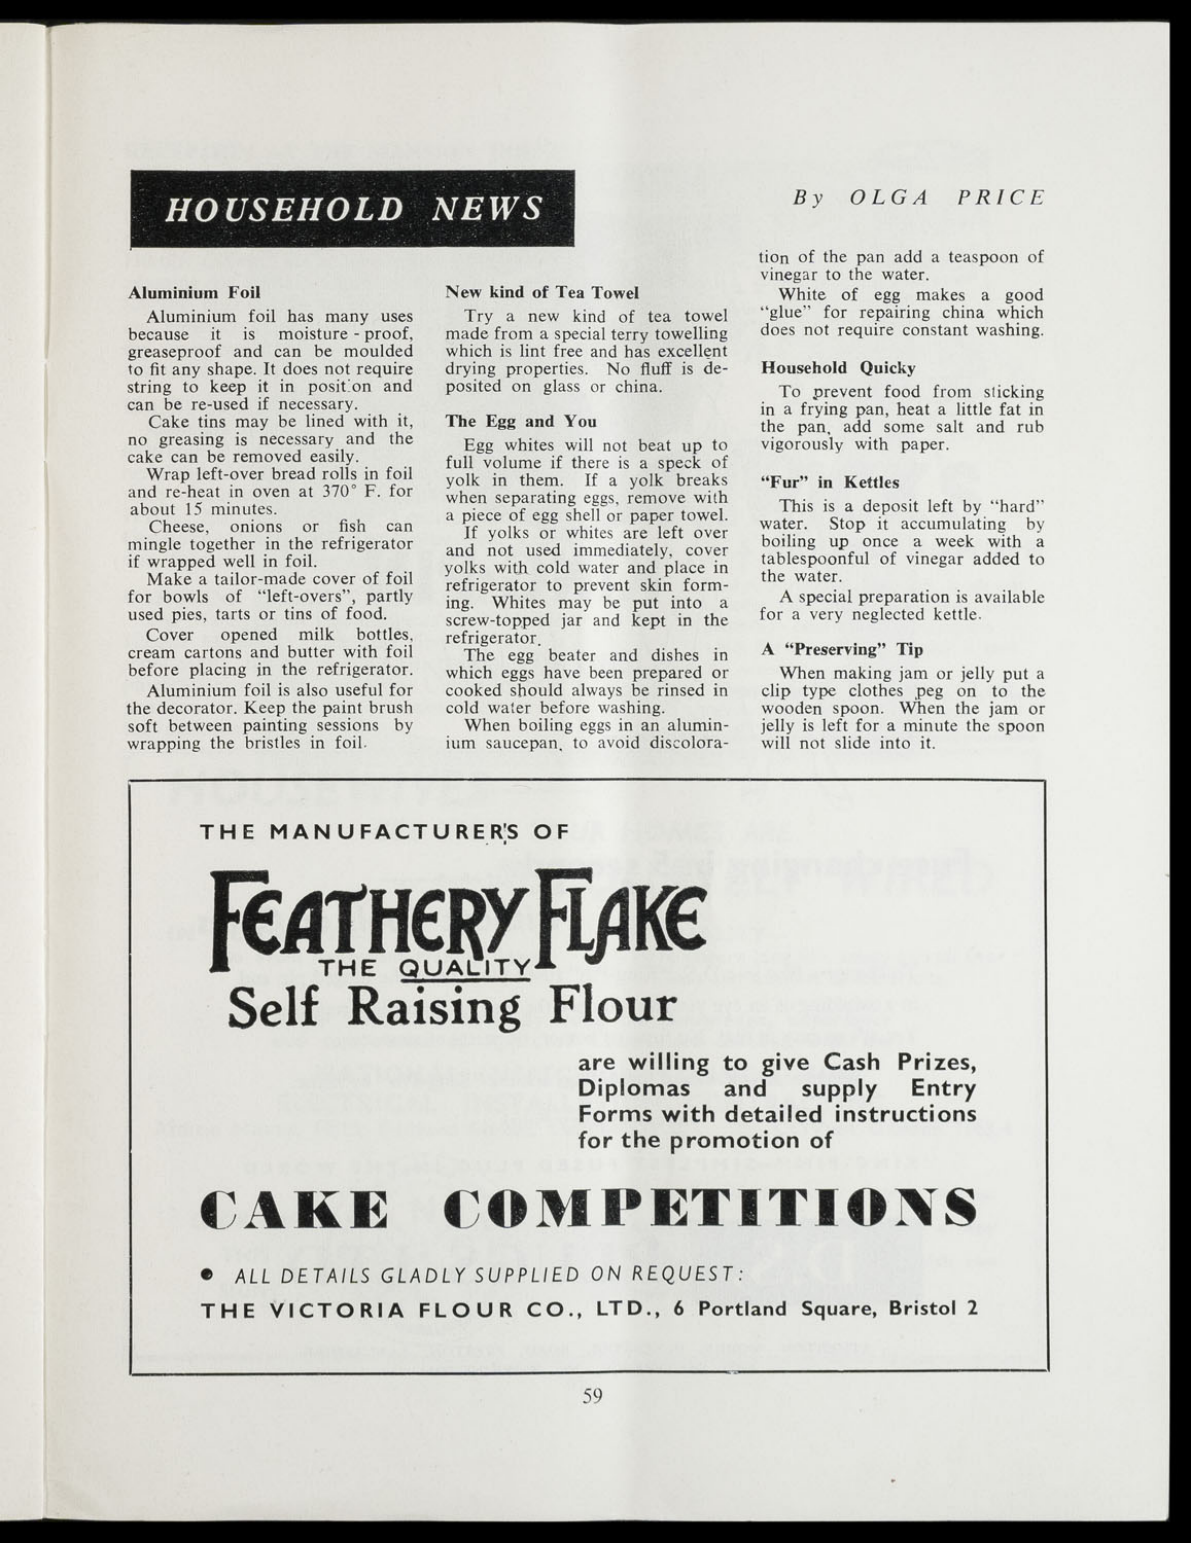 HOUSEHOLD NEWS
By OLGA PRICE
Aluminium Foil
Aluminium foil has many uses
because it is moisture - proof,
greaseproof and can be moulded
to fit any shape. It does not require
string to keep it in position and
can be re-used if necessary.
Cake tins may be lined with it,
no greasing is necessary and the
cake can be removed easily.
Wrap left-over bread rolls in foil
and re-heat in oven at 370° F. for
about 15 minutes.
Cheese, onions or fish can
mingle together in the refrigerator
if wrapped well in foil.
Make a tailor-made cover of foil
for bowls of "left-overs", partly
used pies, tarts or tins of food.
Cover opened milk bottles,
cream cartons and butter with foil
before placing in the refrigerator.
Aluminium foil is also useful for
the decorator. Keep the paint brush
soft between painting sessions by
wrapping the bristles in foil.
New kind of Tea Towel
Try a new kind of tea towel
made from a special terry towelling
which is lint free and has excellent
drying properties. No fluff is de-
posited on glass or china.
The Egg and You
Egg whites will not beat up to
full volume if there is a speck of
yolk in them. If a yolk breaks
when separating eggs, remove with
a piece of egg shell or paper towel.
If yolks or whites are left over
and not used immediately, cover
yolks with cold water and place in
refrigerator to prevent skin form-
ing. Whites may be put into a
screw-topped jar and kept in the
refrigerator.
The egg beater and dishes in
which eggs have been prepared or
cooked should always be rinsed in
cold water before washing.
When boiling eggs in an alumin-
ium saucepan, to avoid discolora-
tion of the pan add a teaspoon of
vinegar to the water.
White of egg makes a good
"glue" for repairing china which
does not require constant washing.
Household Quicky
To prevent food from sticking
in a frying pan, heat a little fat in
the pan, add some salt and rub
vigorously with paper.
"Fur" in Kettles
This is a deposit left by "hard"
water. Stop it accumulating by
boiling up once a week with a
tablespoonful of vinegar added to
the water.
A special preparation is available
for a very neglected kettle.
A "Preserving" Tip
When making jam or jelly put a
clip type clothes peg on to the
wooden spoon. When the jam or
jelly is left for a minute the spoon
will not slide into it.
THE MANUFACTURER'S OF
FEATHERY FLAKE
THE QUALITY
Self Raising Flour
are willing to give Cash Prizes,
Diplomas and supply Entry
Forms with detailed instructions
for the promotion of
CAKE COMPETITIONS
● ALL DETAILS GLADLY SUPPLIED ON REQUEST:
THE VICTORIA FLOUR CO., LTD., 6 Portland Square, Bristol 2
59